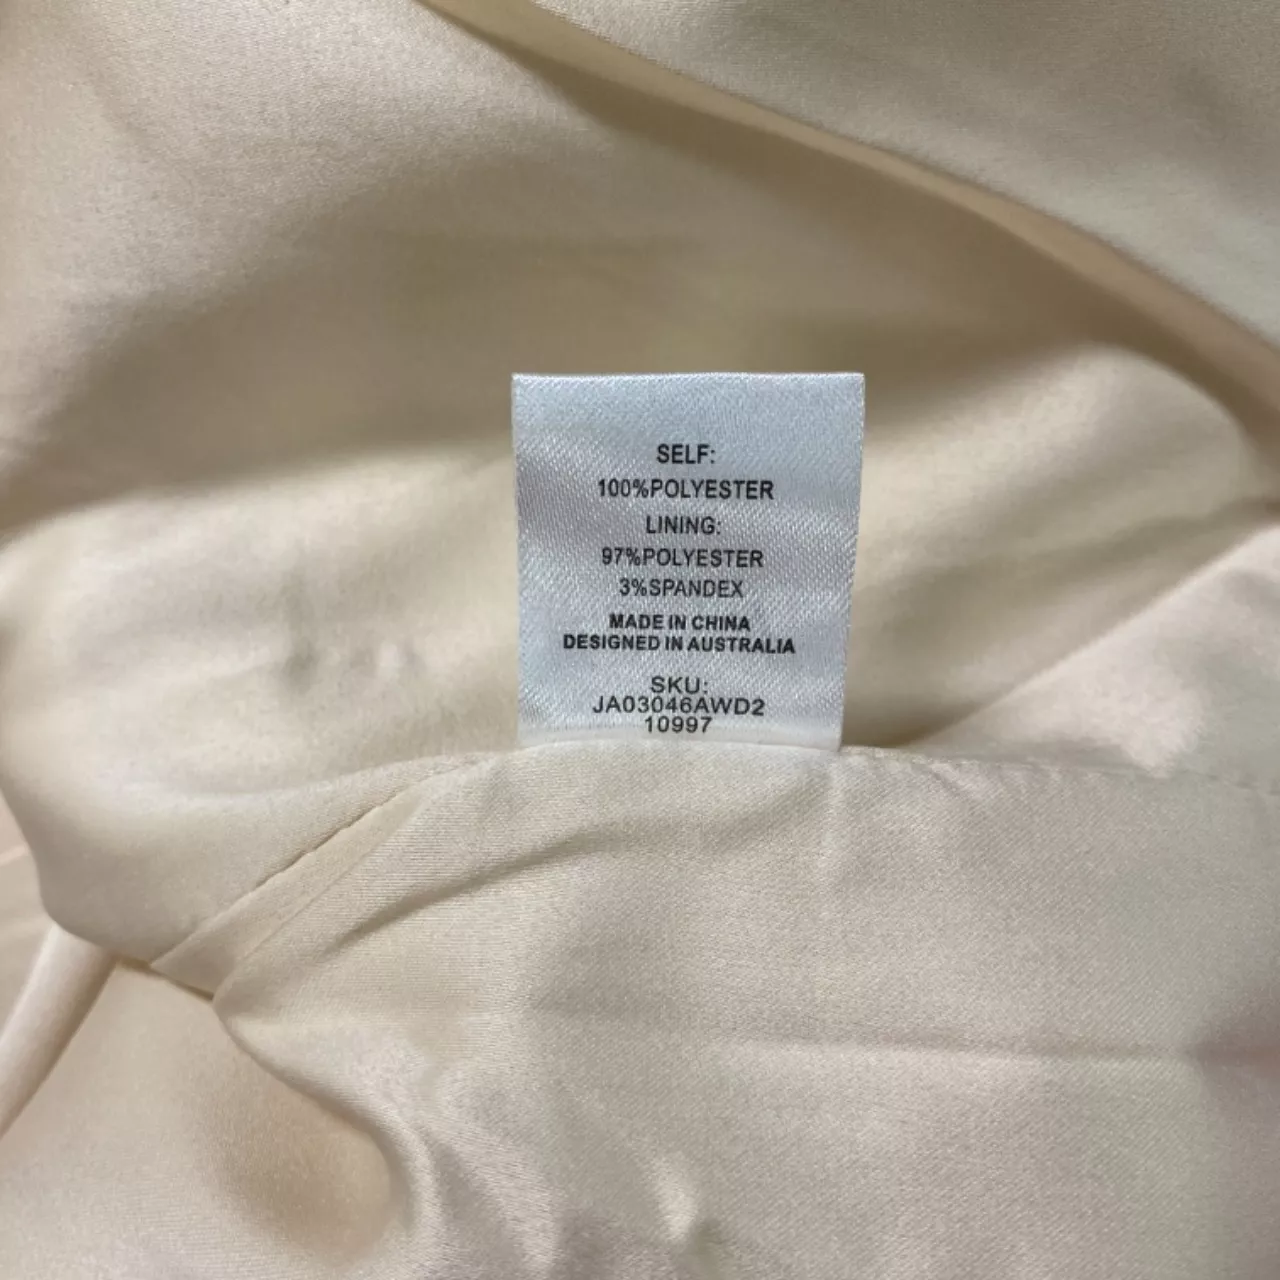 SELF:
100%POLYESTER
LINING:
97%POLYESTER
3%SPANDEX
MADE IN CHINA
DESIGNED IN AUSTRALIA
SKU:
JA03046AWD2
10997